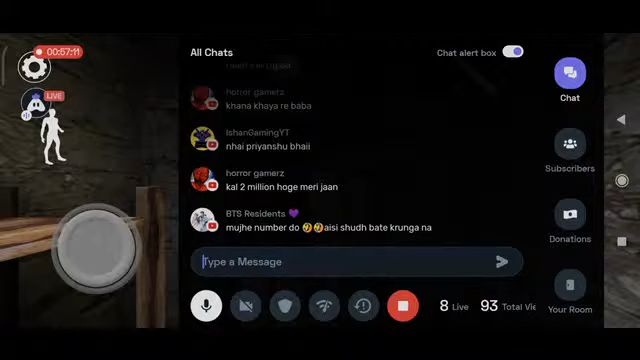 00:57:11
All Chats
Chat alert box
LIVE
horror gamerz
khana khaya re baba
Chat
IshanGamingYT
nhai priyanshu bhaii
horror gamerz
kal 2 million hoge meri jaan
Subscribers
BTS Residents 💜
mujhe number do 🤣🤣aisi shudh bate krunga na
Donations
Type a Message
8 Live 93 Total Vie
Your Room